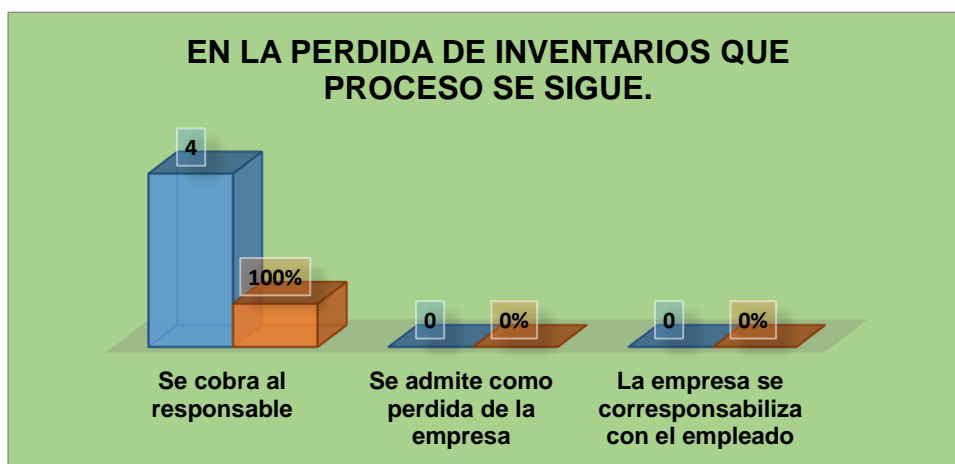 EN LA PERDIDA DE INVENTARIOS QUE
PROCESO SE SIGUE.
4
100%
0
0%
0
0%
Se cobra al
responsable
Se admite como
perdida de la
empresa
La empresa se
corresponsabiliza
con el empleado